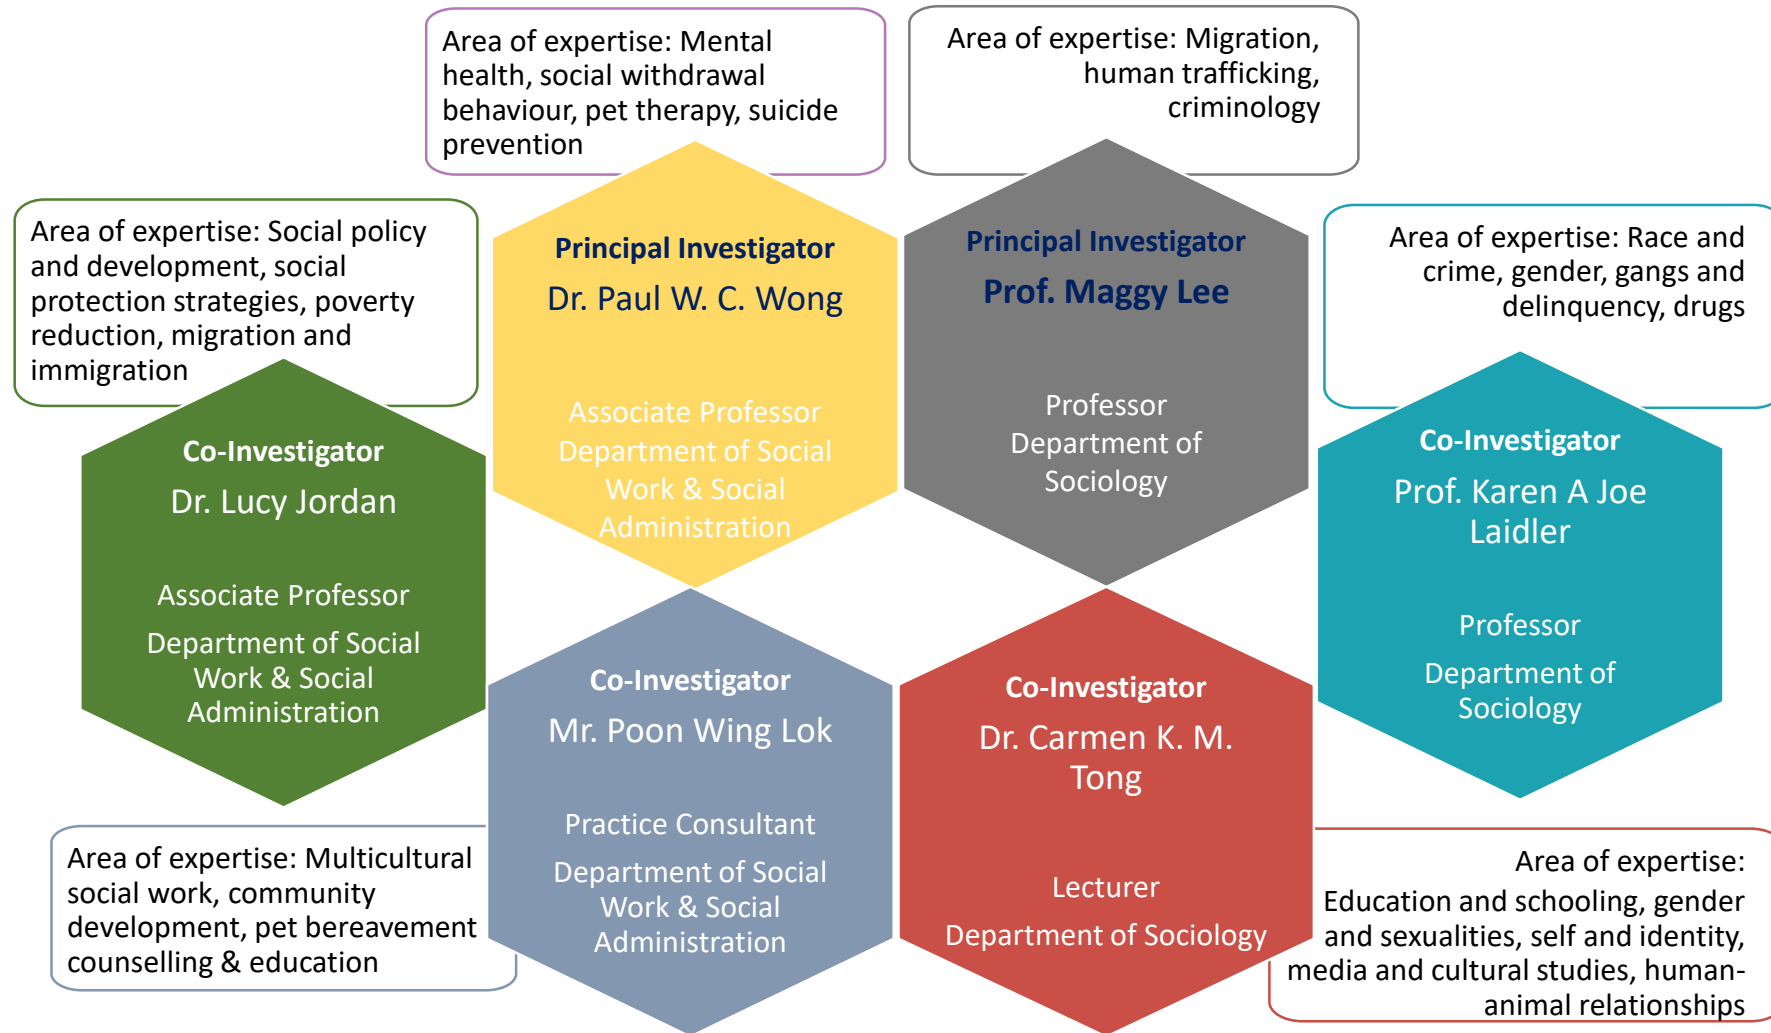 Area of expertise: Mental
health, social withdrawal
behaviour, pet therapy, suicide
prevention
Area of expertise: Migration,
human trafficking,
criminology
Area of expertise: Social policy
and development, social
protection strategies, poverty
reduction, migration and
immigration
Principal Investigator
Dr. Paul W. C. Wong
Associate Professor
Department of Social
Work & Social
Administration
Principal Investigator
Prof. Maggy Lee
Professor
Department of
Sociology
Area of expertise: Race and
crime, gender, gangs and
delinquency, drugs
Co-Investigator
Dr. Lucy Jordan
Associate Professor
Department of Social
Work & Social
Administration
Co-Investigator
Prof. Karen A Joe
Laidler
Professor
Department of
Sociology
Co-Investigator
Mr. Poon Wing Lok
Practice Consultant
Department of Social
Work & Social
Administration
Co-Investigator
Dr. Carmen K. M.
Tong
Lecturer
Department of Sociology
Area of expertise: Multicultural
social work, community
development, pet bereavement
counselling & education
Area of expertise:
Education and schooling, gender
and sexualities, self and identity,
media and cultural studies, human-
animal relationships